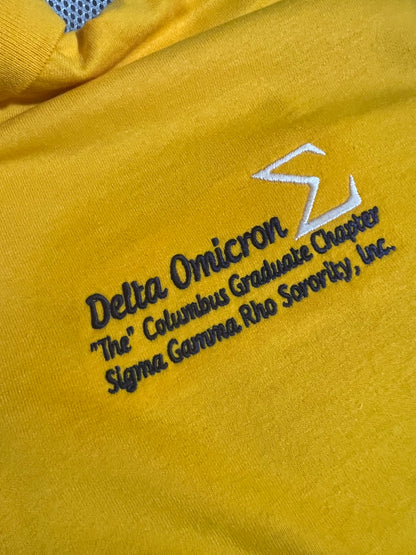 Σ
Delta Omicron
"The" Columbus Graduate Chapter
Sigma Gamma Rho Sorority, Inc.